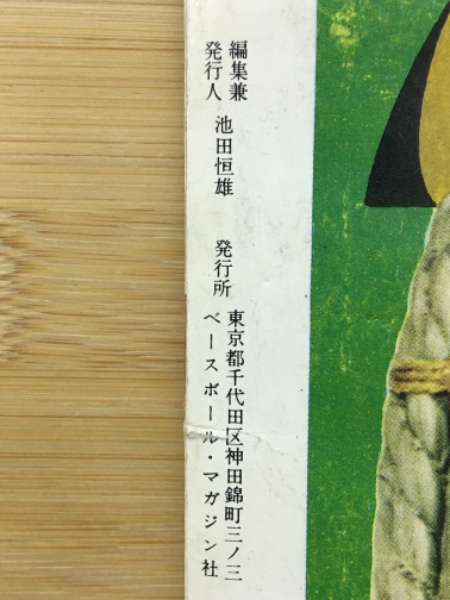 編集兼
発行人
池田恒雄
発行所
東京都千代田区神田錦町三ノ三
ベースボール・マガジン社